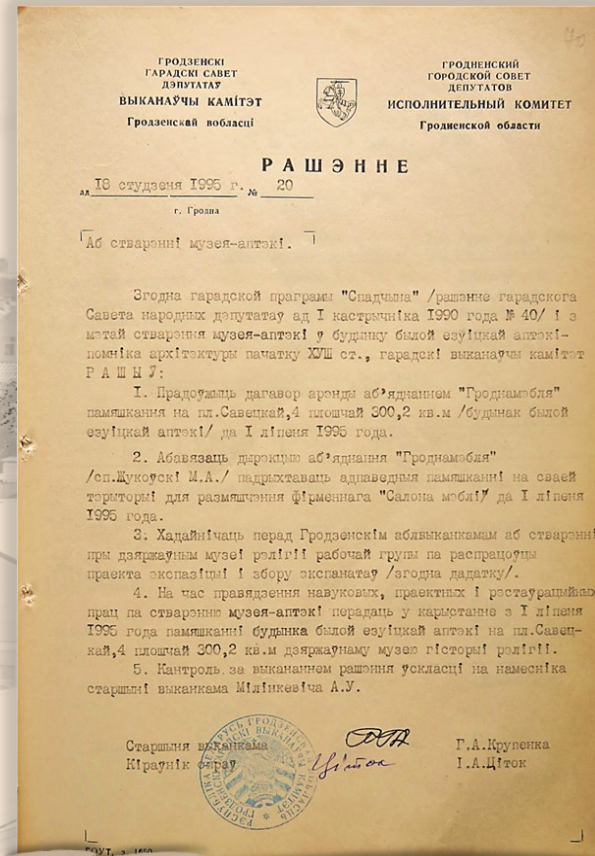 70
ГРОДЗЕНСКІ
ГАРАДСКІ САВЕТ
ДЭПУТАТАЎ
ВЫКАНАЎЧЫ КАМІТЭТ
Гродзенскай вобласці
ГРОДНЕНСКИЙ
ГОРОДСКОЙ СОВЕТ
ДЕПУТАТОВ
ИСПОЛНИТЕЛЬНЫЙ КОМИТЕТ
Гродненской области
РАШЭННЕ
ад 18 студзеня 1995 г. № 20
г. Гродна
Аб стварэнні музея-аптэкі.
Згодна гарадской праграмы "Спадчына" /рашэнне гарадскога
Савета народных дэпутатаў ад I кастрычніка 1990 года № 40/ і з
мэтай стварэння музея-аптэкі ў будынку былой езуіцкай аптэкі-
помніка архітэктуры пачатку ХУШ ст., гарадскі выканаўчы камітэт
Р А Ш Ы Ў:
I. Прадоўжыць дагавор арэнды аб'яднаннем "Гроднамэбля"
памяшкання на пл.Савецкай,4 плошчай 300,2 кв.м /будынак былой
езуіцкай аптэкі/ да I ліпеня 1995 года.
2. Абавязаць дырэкцыю аб'яднання "Гроднамэбля"
/сп.Жукоўскі М.А./ падрыхтаваць адпаведныя памяшканні на сваей
тэрыторыі для размяшчэння фірменнага "Салона мэблі" да I ліпеня
1995 года.
3. Хадайнічаць перад Гродзенскім аблвыканкамам аб стварэнні
пры дзяржаўным музеі рэлігіі рабочай групы па распрацоўцы
праекта экспазіцыі і збору экспанатаў /згодна дадатку/.
4. На час правядзення навуковых, праектных і рэстаўрацыйных
прац па стварэнню музея-аптэкі перадаць у карыстанне з I ліпеня
1995 года памяшканні будынка былой езуіцкай аптэкі на пл.Савец-
кай,4 плошчай 300,2 кв.м дзяржаўнаму музею гісторыі рэлігіі.
5. Кантроль за выкананнем рашэння ўскласці на намесніка
старшыні выканкама Мілінкевіча А.У.
Старшыня выканкама Г.А.Крупенка
Кіраўнік спраў Ціток І.А.Ціток